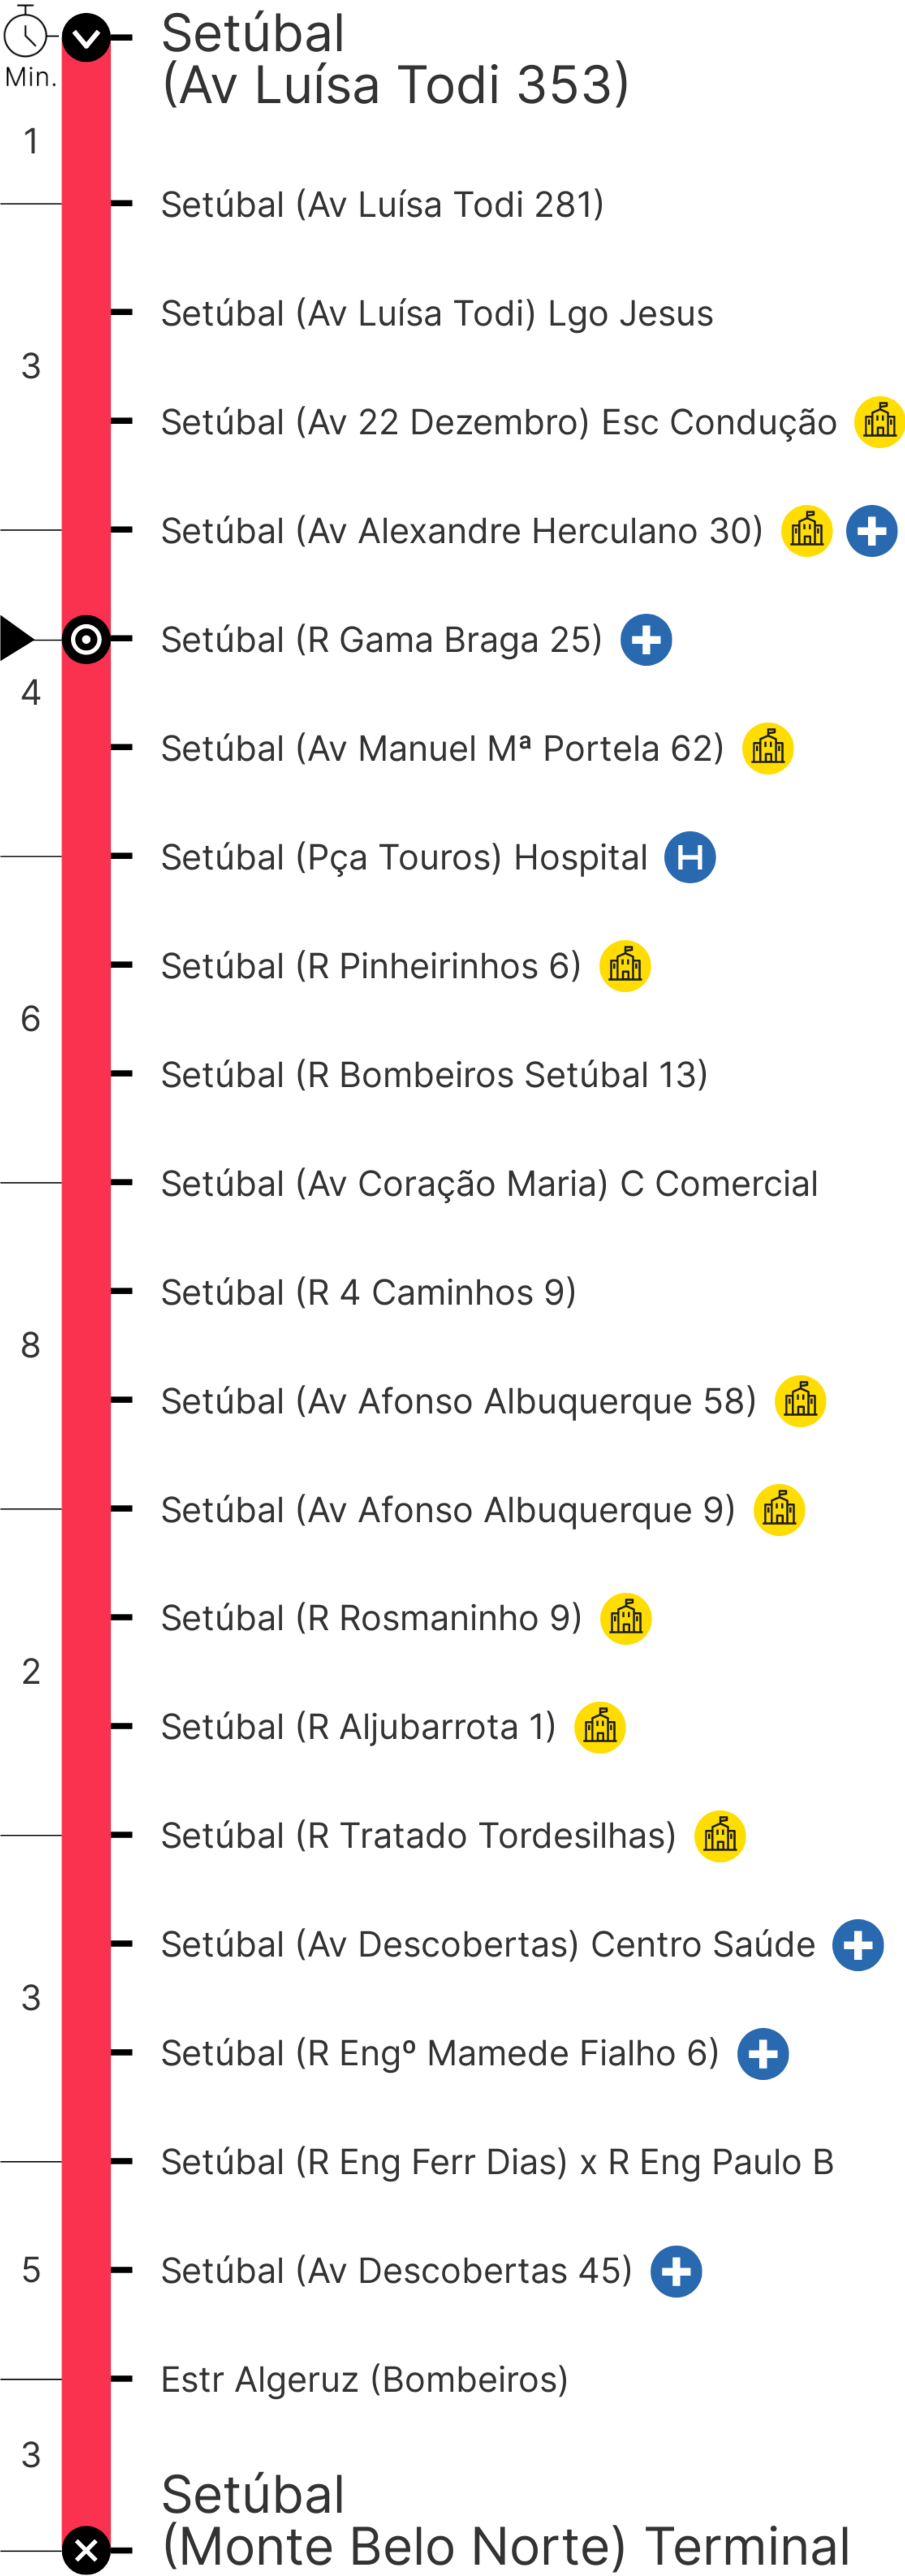 Min.
Setúbal
(Av Luísa Todi 353)
1
Setúbal (Av Luísa Todi 281)
Setúbal (Av Luísa Todi) Lgo Jesus
3
Setúbal (Av 22 Dezembro) Esc Condução
Setúbal (Av Alexandre Herculano 30)
Setúbal (R Gama Braga 25)
4
Setúbal (Av Manuel Mª Portela 62)
Setúbal (Pça Touros) Hospital H
Setúbal (R Pinheirinhos 6)
6
Setúbal (R Bombeiros Setúbal 13)
Setúbal (Av Coração Maria) C Comercial
Setúbal (R 4 Caminhos 9)
8
Setúbal (Av Afonso Albuquerque 58)
Setúbal (Av Afonso Albuquerque 9)
Setúbal (R Rosmaninho 9)
2
Setúbal (R Aljubarrota 1)
Setúbal (R Tratado Tordesilhas)
Setúbal (Av Descobertas) Centro Saúde
3
Setúbal (R Engº Mamede Fialho 6)
Setúbal (R Eng Ferr Dias) x R Eng Paulo B
5
Setúbal (Av Descobertas 45)
Estr Algeruz (Bombeiros)
3
Setúbal
(Monte Belo Norte) Terminal